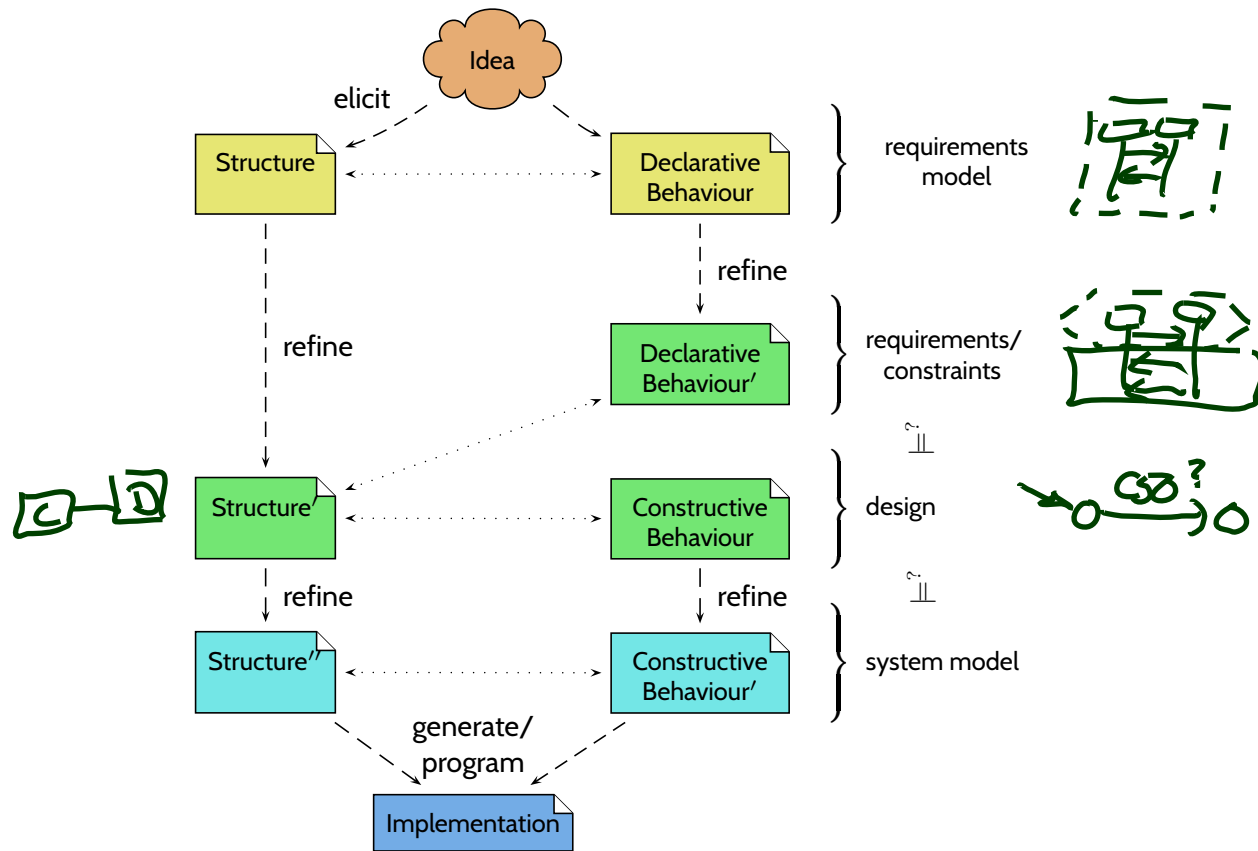 Idea
elicit
Structure
Declarative
Behaviour
requirements
model
refine
refine
Declarative
Behaviour′
requirements/
constraints
?
⊨
C
D
Structure′
Constructive
Behaviour
design
CSØ?
refine
refine
?
⊨
Structure′′
Constructive
Behaviour′
system model
generate/
program
Implementation